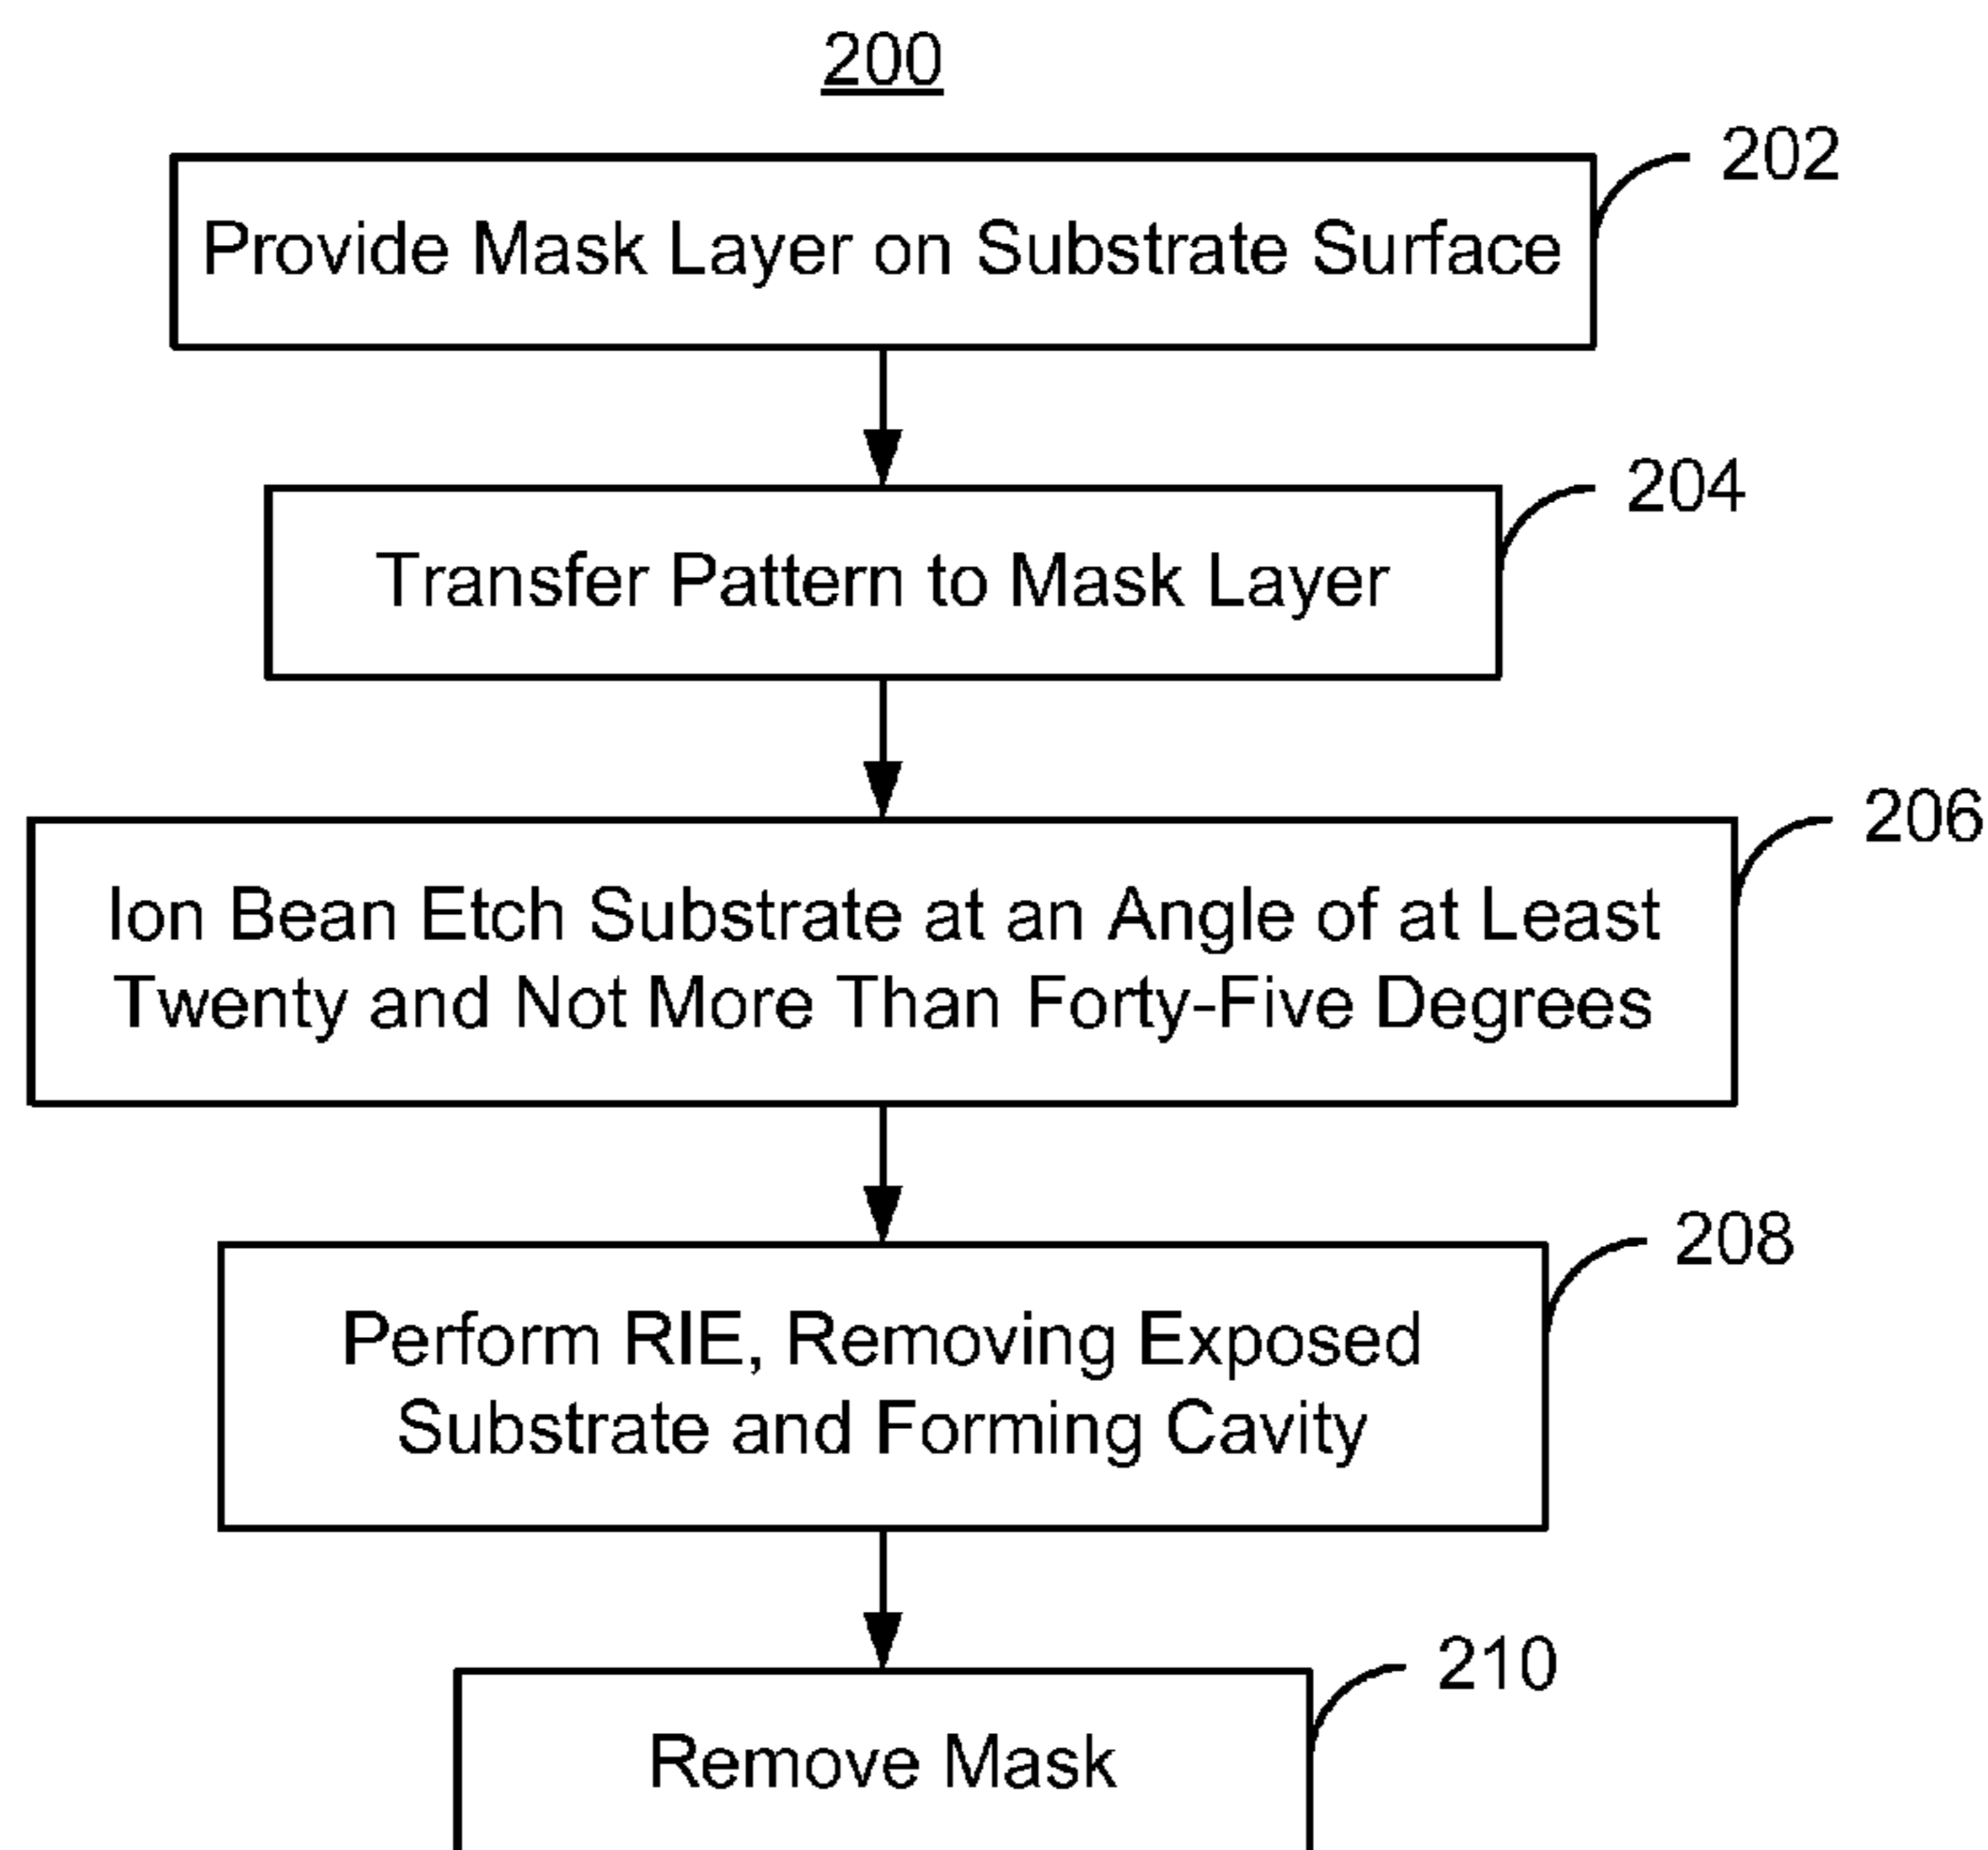 200
202
Provide Mask Layer on Substrate Surface
204
Transfer Pattern to Mask Layer
206
Ion Bean Etch Substrate at an Angle of at Least
Twenty and Not More Than Forty-Five Degrees
208
Perform RIE, Removing Exposed
Substrate and Forming Cavity
210
Remove Mask